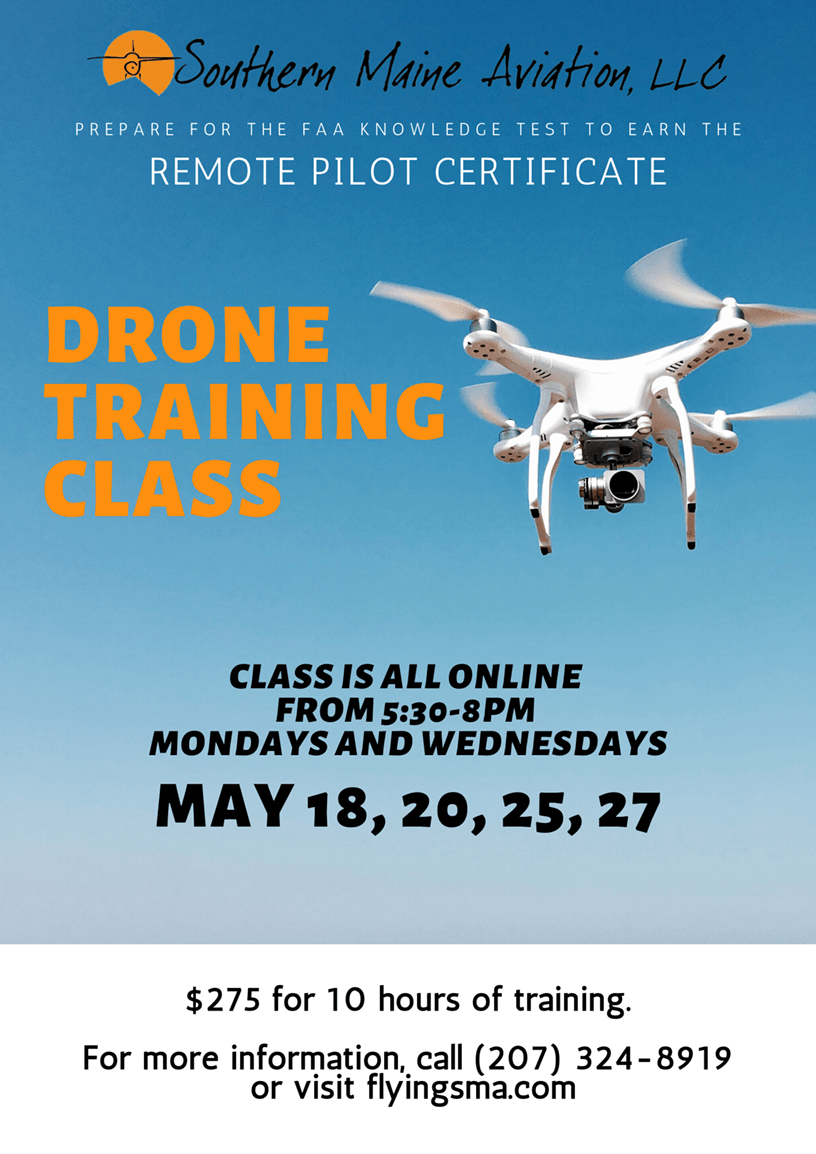 Southern Maine Aviation, LLC
PREPARE FOR THE FAA KNOWLEDGE TEST TO EARN THE
REMOTE PILOT CERTIFICATE
DRONE
TRAINING
CLASS
CLASS IS ALL ONLINE
FROM 5:30-8PM
MONDAYS AND WEDNESDAYS
MAY 18, 20, 25, 27
$275 for 10 hours of training.
For more information, call (207) 324-8919
or visit flyingsma.com